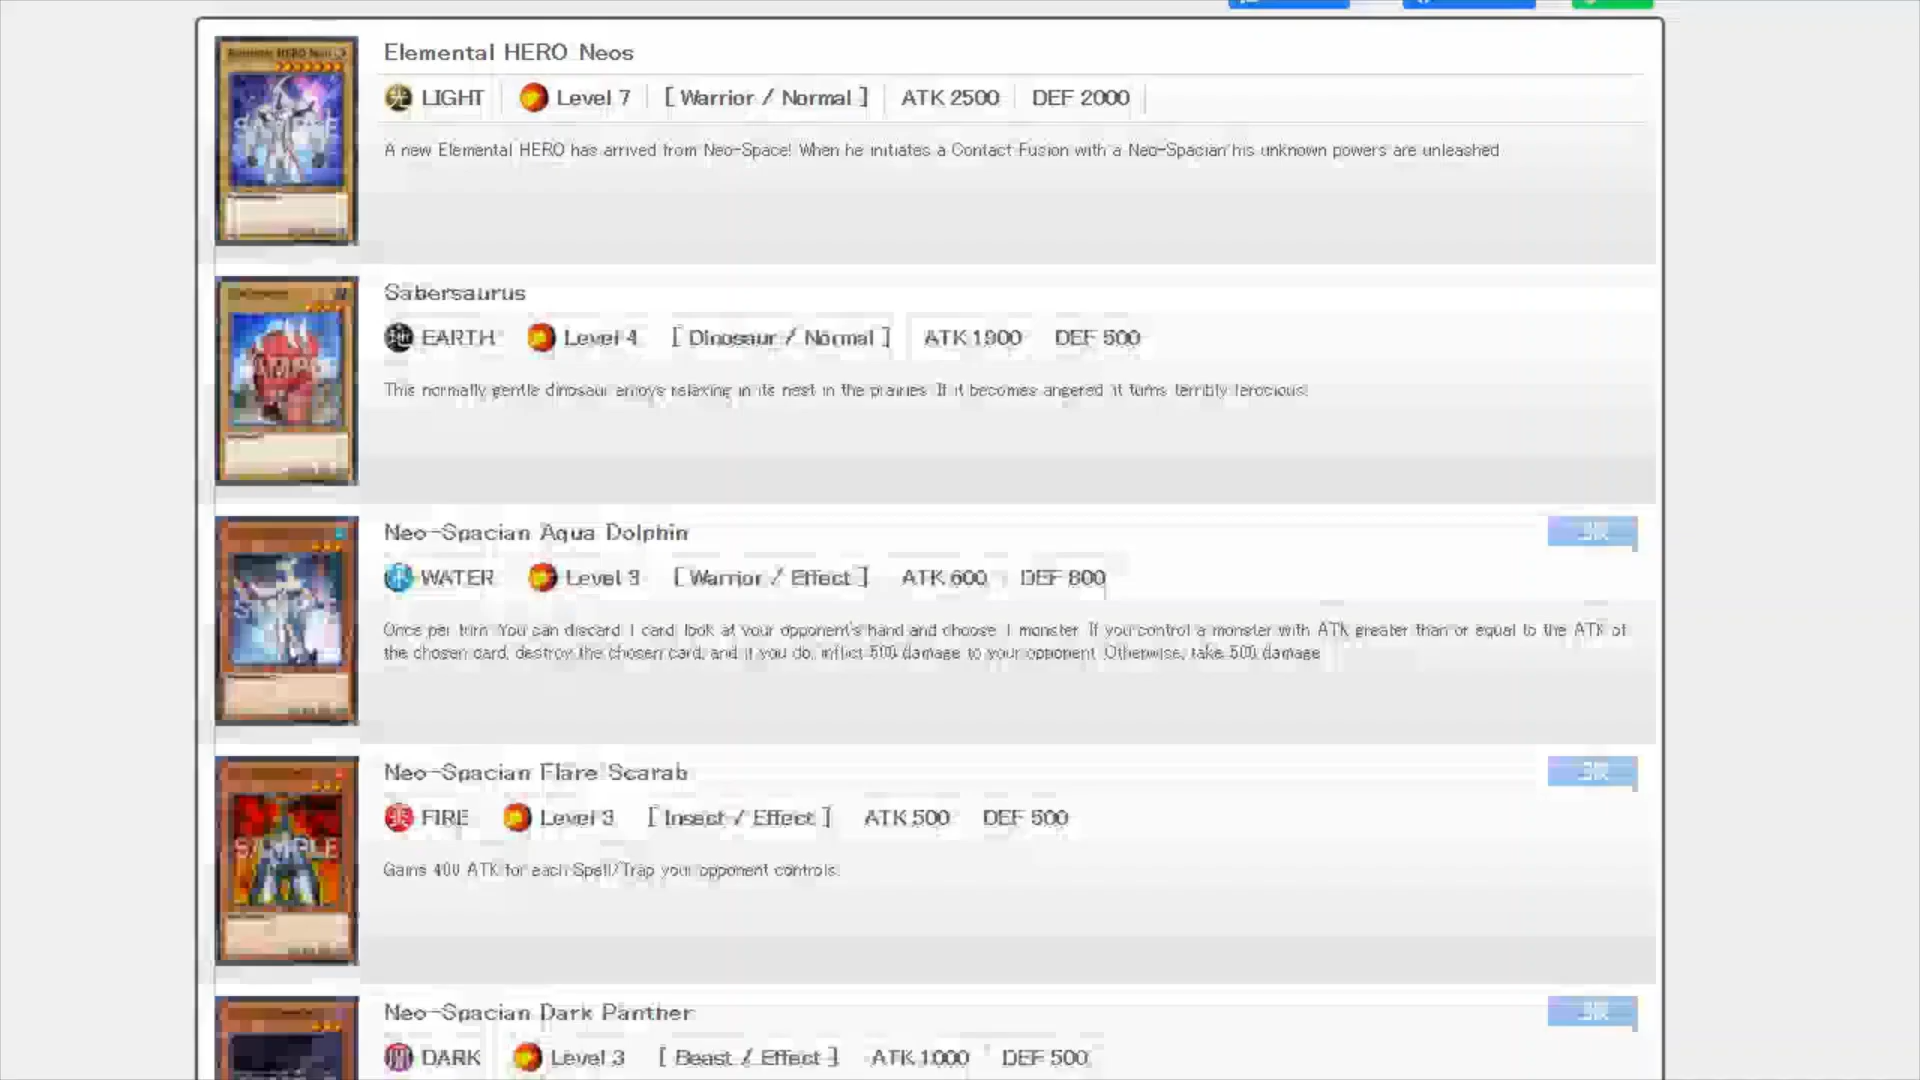 Elemental HERO Neos
LIGHT Level 7 [ Warrior / Normal ] ATK 2500 DEF 2000
A new Elemental HERO has arrived from Neo-Space! When he initiates a Contact Fusion with a Neo-Spacian his unknown powers are unleashed
Sabersaurus
EARTH Level 4 [ Dinosaur / Normal ] ATK 1900 DEF 500
This normally gentle dinosaur enjoys relaxing in its nest in the prairies. If it becomes angered it turns terribly ferocious!
Neo-Spacian Aqua Dolphin
WATER Level 3 [ Warrior / Effect ] ATK 600 DEF 800
Once per turn You can discard 1 card, look at your opponent's hand and choose 1 monster. If you control a monster with ATK greater than or equal to the ATK of
the chosen card, destroy the chosen card, and if you do, inflict 500 damage to your opponent. Otherwise, take 500 damage
Neo-Spacian Flare Scarab
FIRE Level 3 [ Insect / Effect ] ATK 500 DEF 500
SAMPLE
Gains 400 ATK for each Spell/Trap your opponent controls.
Neo-Spacian Dark Panther
DARK Level 3 [ Beast / Effect ] ATK 1000 DEF 500